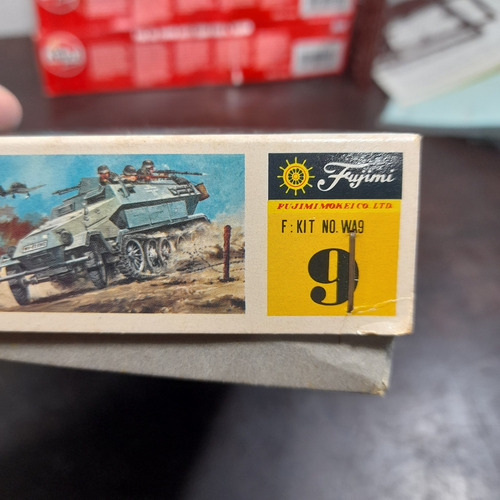 Fujimi
FUJIMI MOKEI CO. LTD.
F: KIT NO. WA9
9